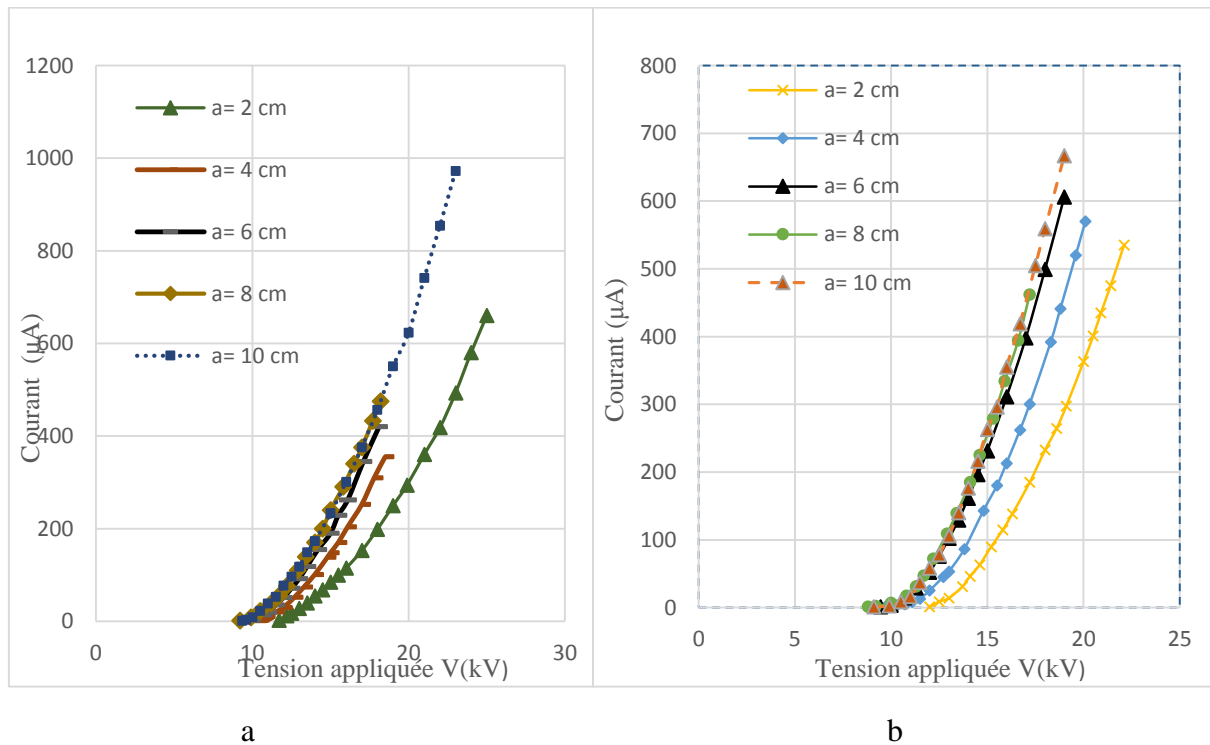 1200
1000
800
600
400
200
0
0
10
20
30
Courant (µA)
Tension appliquée V(kV)
a= 2 cm
a= 4 cm
a= 6 cm
a= 8 cm
a= 10 cm
a
800
700
600
500
400
300
200
100
0
0
5
10
15
20
25
Courant (µA)
Tension appliquée V(kV)
a= 2 cm
a= 4 cm
a= 6 cm
a= 8 cm
a= 10 cm
b